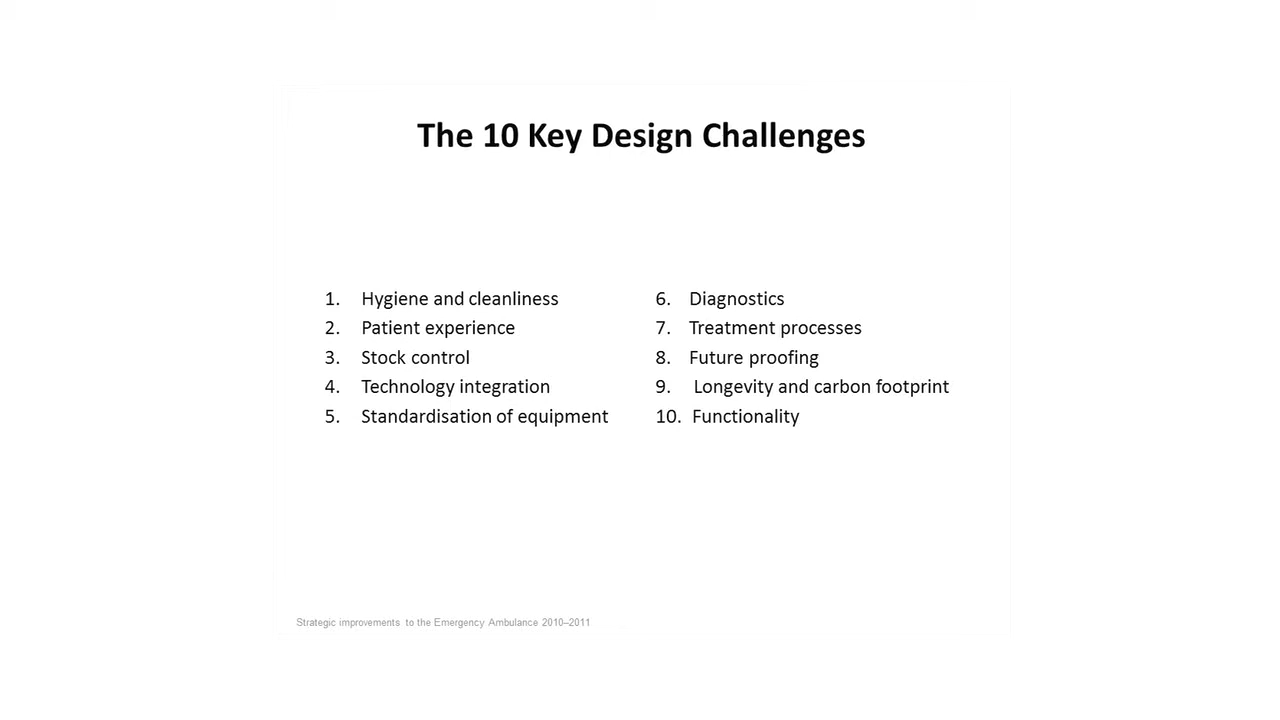 The 10 Key Design Challenges
1. Hygiene and cleanliness
2. Patient experience
3. Stock control
4. Technology integration
5. Standardisation of equipment
6. Diagnostics
7. Treatment processes
8. Future proofing
9. Longevity and carbon footprint
10. Functionality
Strategic improvements to the Emergency Ambulance 2010–2011